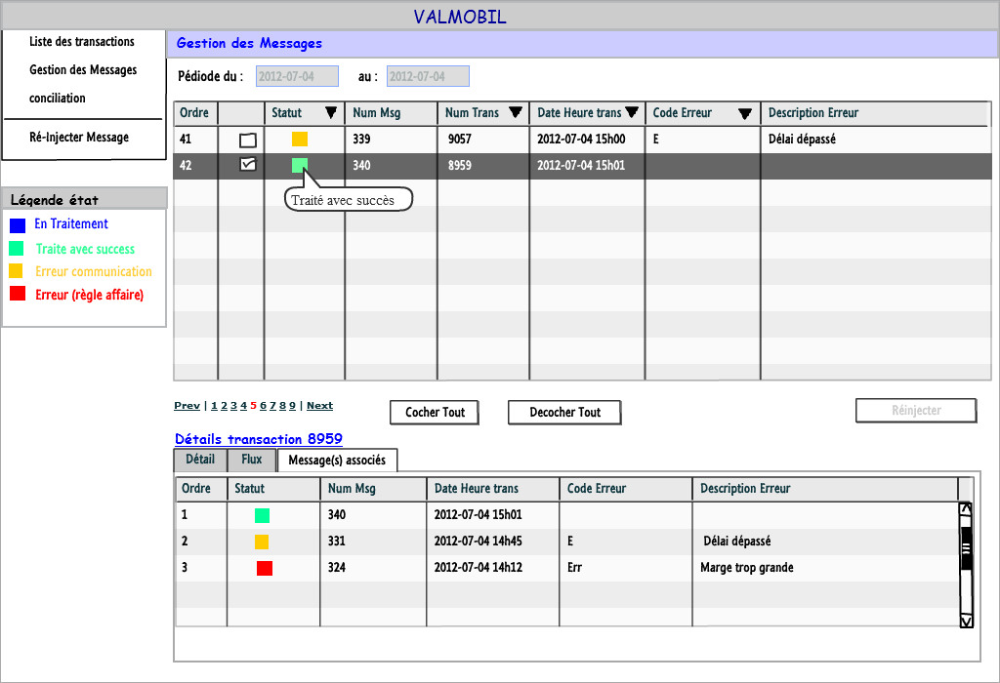 VALMOBIL
Liste des transactions
Gestion des Messages
conciliation
Ré-Injecter Message
Légende état
En Traitement
Traite avec success
Erreur communication
Erreur (règle affaire)
Gestion des Messages
Pédiode du : 2012-07-04 au : 2012-07-04
Ordre Statut Num Msg Num Trans Date Heure trans Code Erreur Description Erreur
41 339 9057 2012-07-04 15h00 E Délai dépassé
42 340 8959 2012-07-04 15h01
Traité avec succès
Prev | 1 2 3 4 5 6 7 8 9 | Next Cocher Tout Decocher Tout Réinjecter
Détails transaction 8959
Détail Flux Message(s) associés
Ordre Statut Num Msg Date Heure trans Code Erreur Description Erreur
1 340 2012-07-04 15h01
2 331 2012-07-04 14h45 E Délai dépassé
3 324 2012-07-04 14h12 Err Marge trop grande